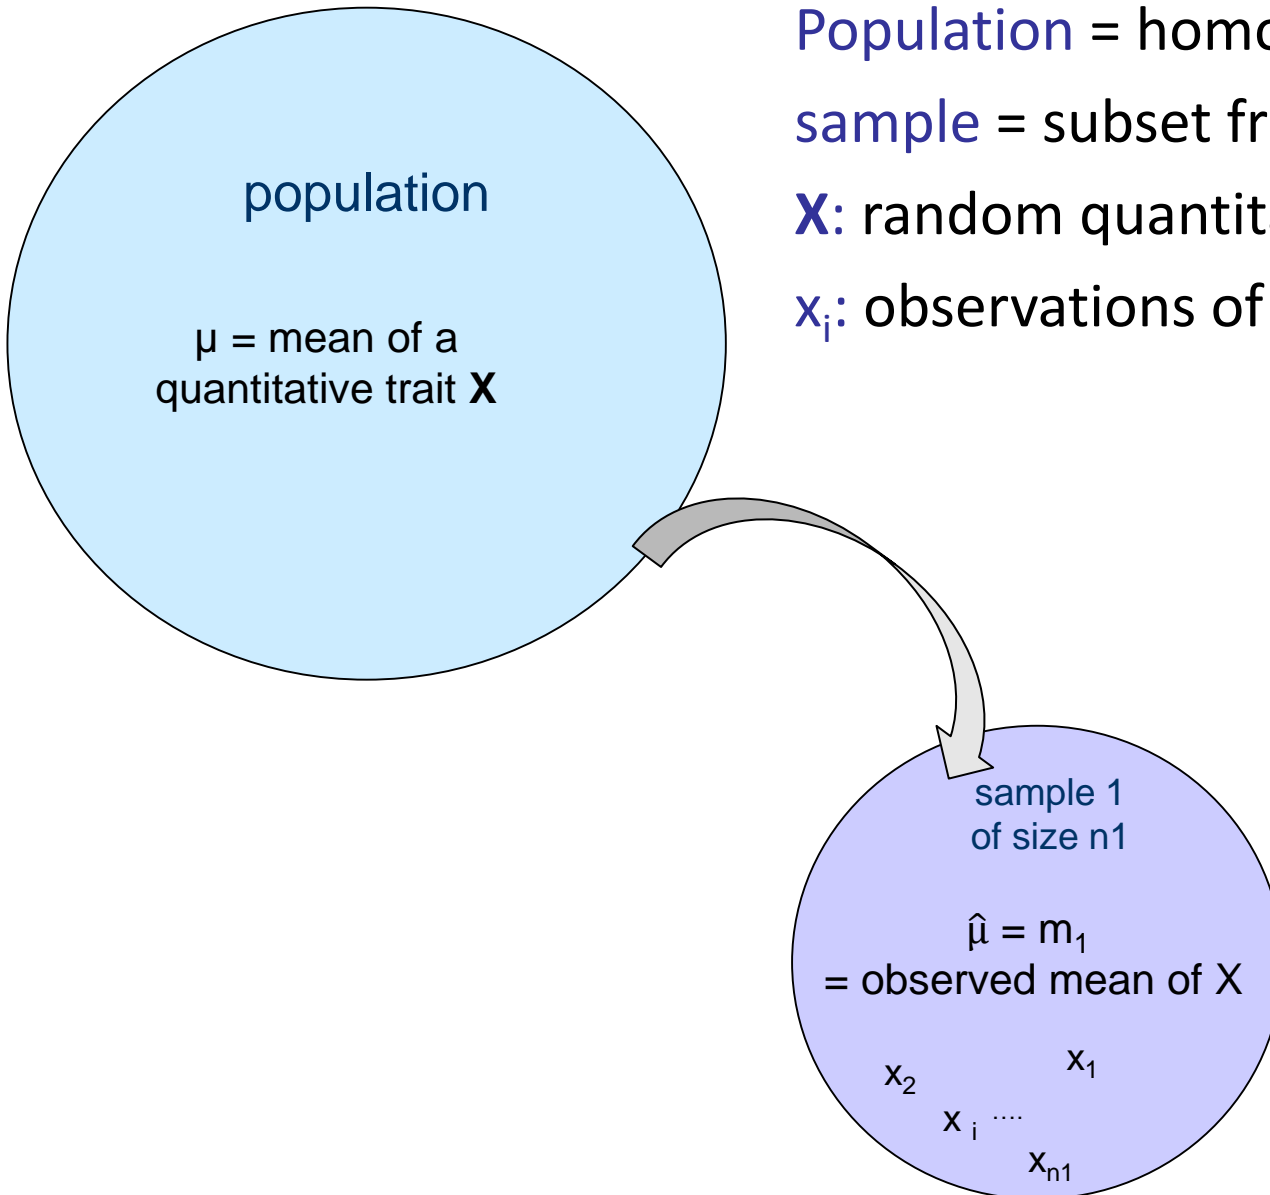 Population = homo
sample = subset fr
X: random quantit
xᵢ: observations of
population
μ = mean of a
quantitative trait X
sample 1
of size n1
μ̂ = m₁
= observed mean of X
x₁
x₂
x ᵢ ....
xₙ₁